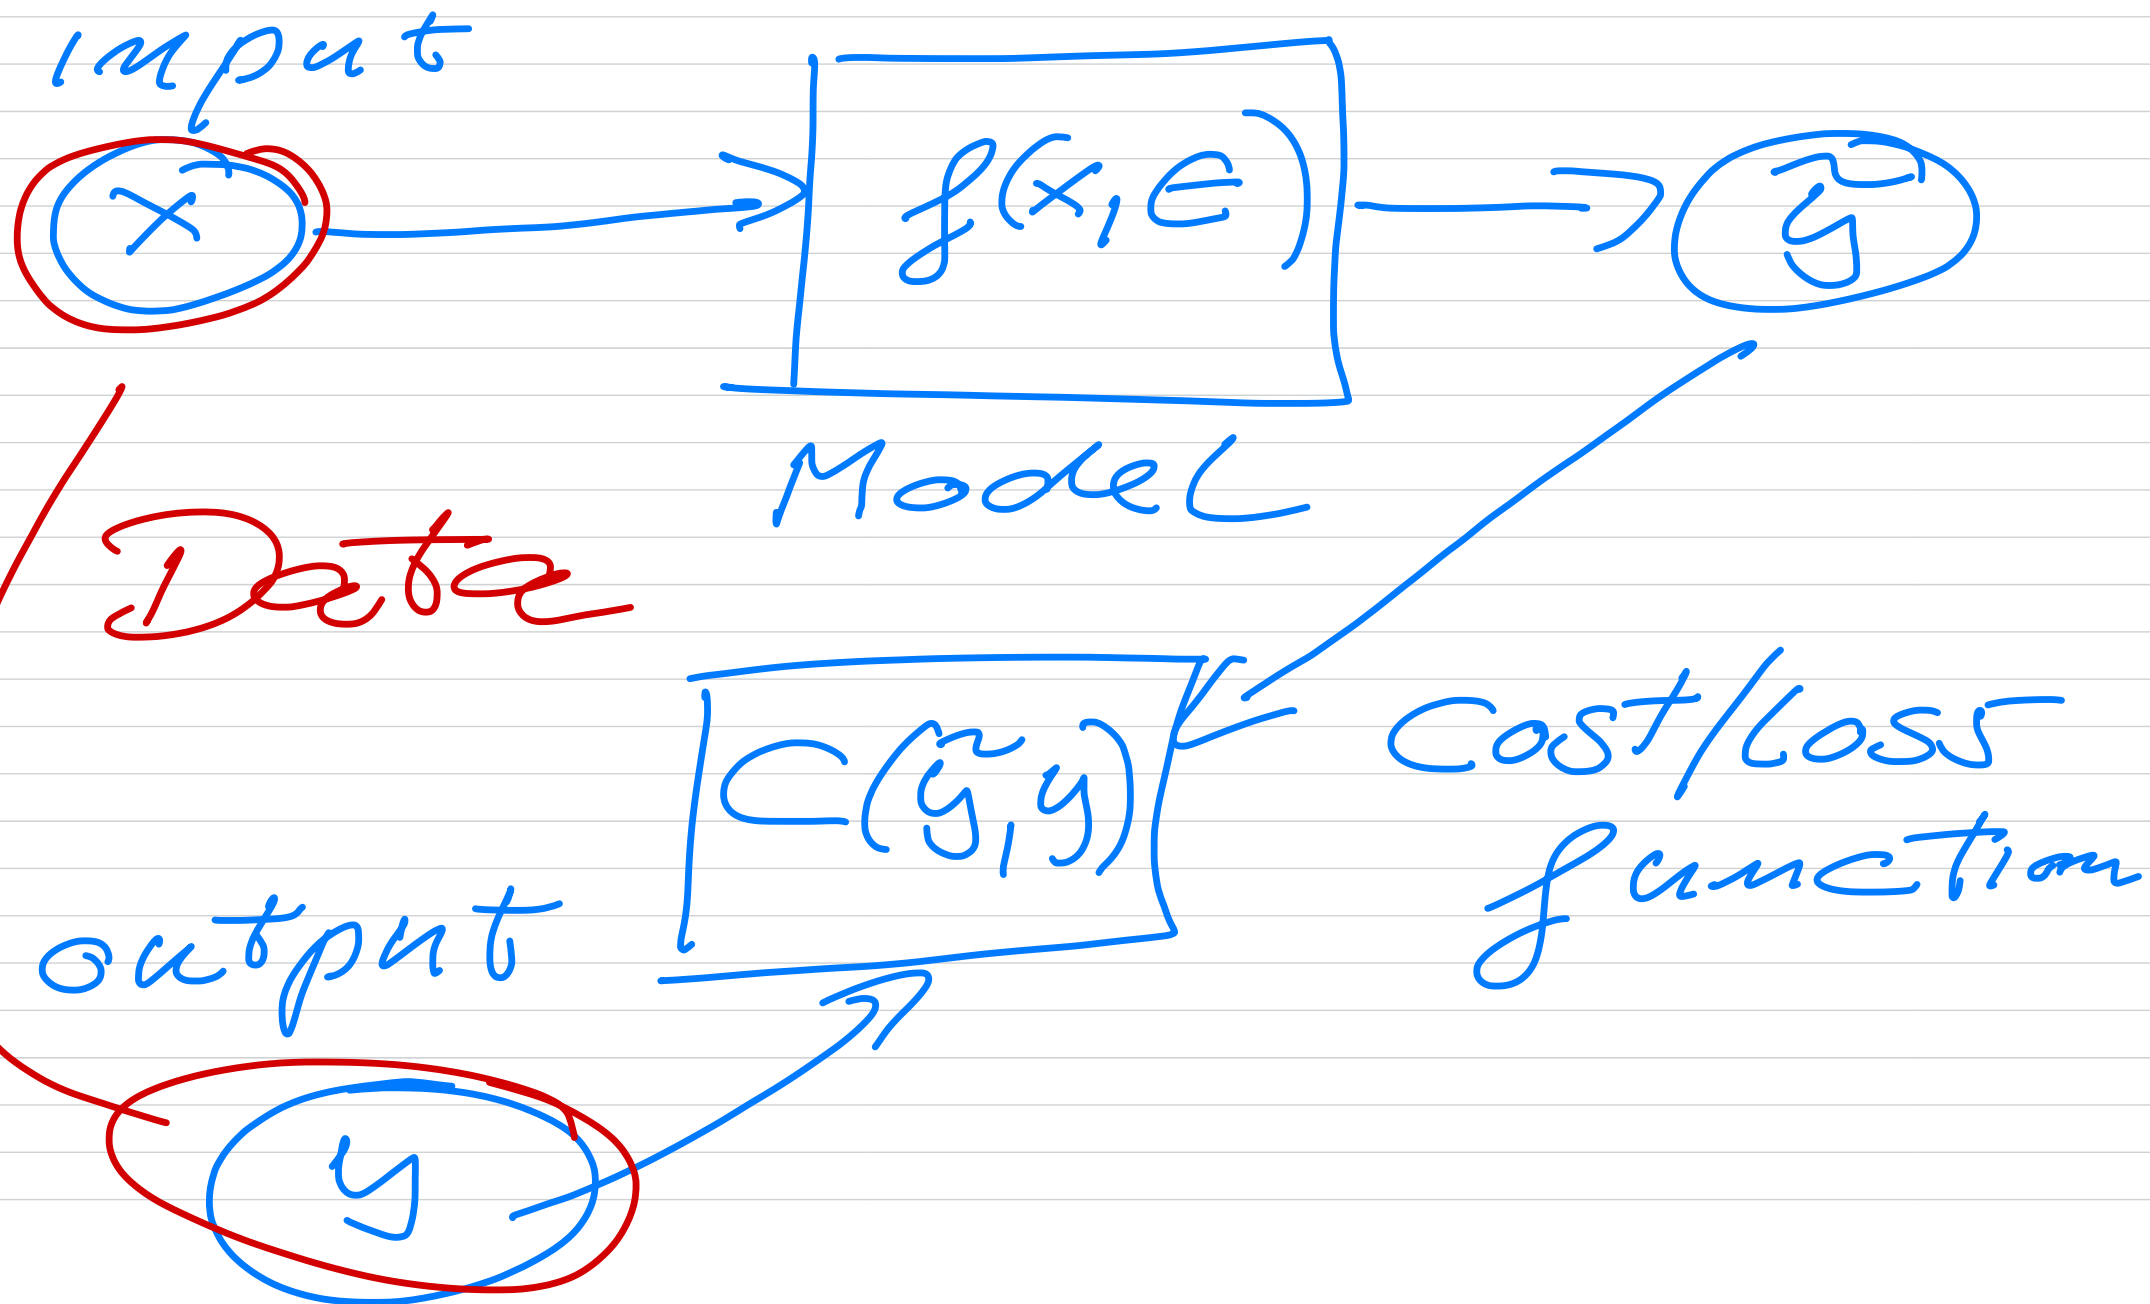 input
x
f(x, ∈)
ỹ
Model
Data
C(ỹ, y)
Cost/Loss
function
output
y